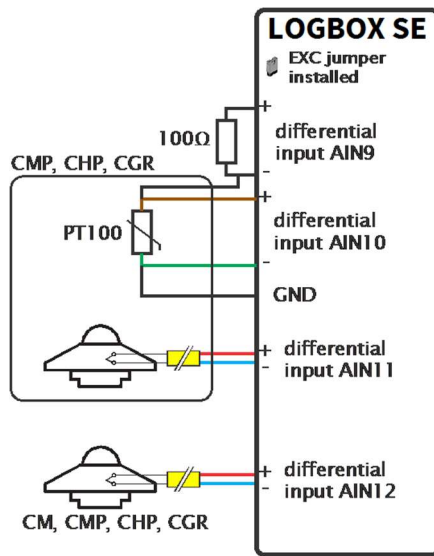 LOGBOX SE
EXC jumper
installed
+
100Ω
differential
input AIN9
-
CMP, CHP, CGR
+
PT100
differential
input AIN10
-
GND
+
differential
-
input AIN11
+
differential
-
input AIN12
CM, CMP, CHP, CGR